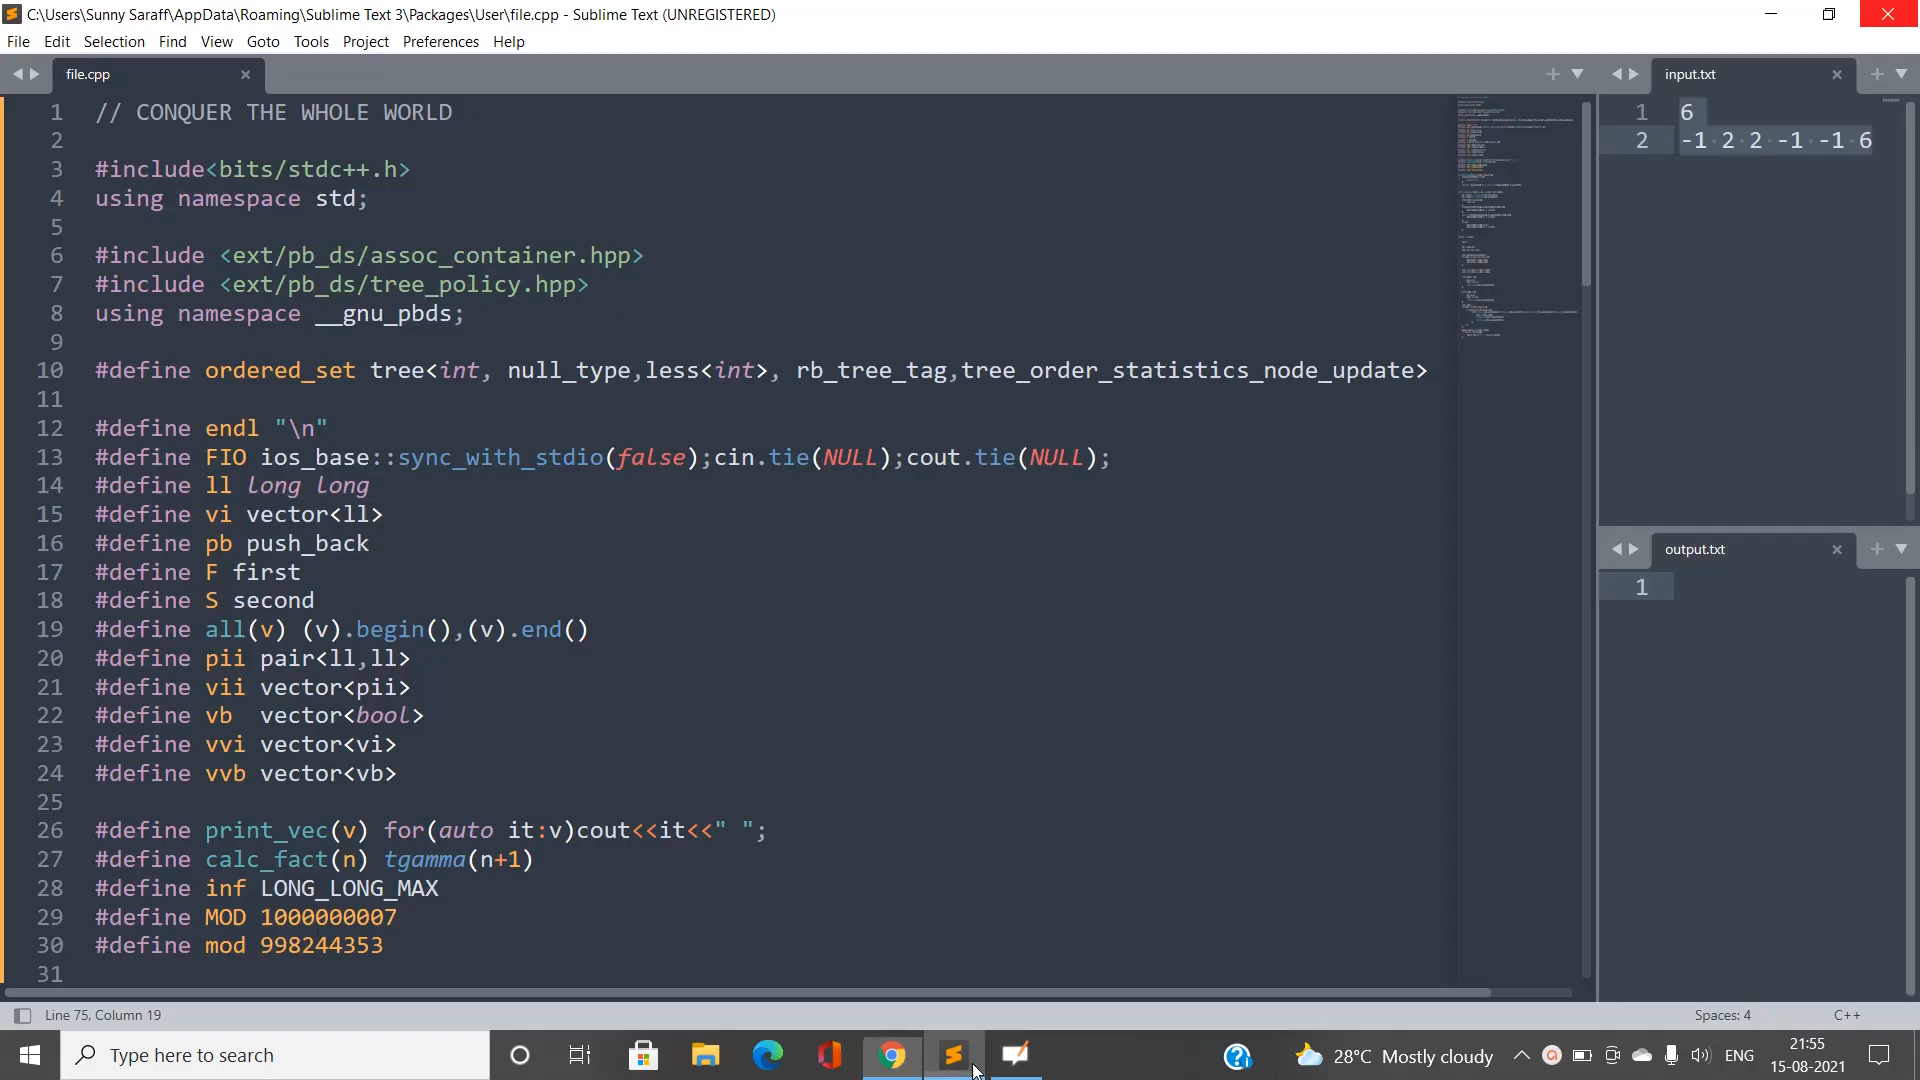 C:\Users\Sunny Saraff\AppData\Roaming\Sublime Text 3\Packages\User\file.cpp - Sublime Text (UNREGISTERED)
File Edit Selection Find View Goto Tools Project Preferences Help
file.cpp
1 // CONQUER THE WHOLE WORLD
2
3 #include<bits/stdc++.h>
4 using namespace std;
5
6 #include <ext/pb_ds/assoc_container.hpp>
7 #include <ext/pb_ds/tree_policy.hpp>
8 using namespace __gnu_pbds;
9
10 #define ordered_set tree<int, null_type,less<int>, rb_tree_tag,tree_order_statistics_node_update>
11
12 #define endl "\n"
13 #define FIO ios_base::sync_with_stdio(false);cin.tie(NULL);cout.tie(NULL);
14 #define ll long long
15 #define vi vector<ll>
16 #define pb push_back
17 #define F first
18 #define S second
19 #define all(v) (v).begin(),(v).end()
20 #define pii pair<ll,ll>
21 #define vii vector<pii>
22 #define vb  vector<bool>
23 #define vvi vector<vi>
24 #define vvb vector<vb>
25
26 #define print_vec(v) for(auto it:v)cout<<it<<" ";
27 #define calc_fact(n) tgamma(n+1)
28 #define inf LONG_LONG_MAX
29 #define MOD 1000000007
30 #define mod 998244353
31
input.txt
1 6
2 -1 2 2 -1 -1 6
output.txt
1
Line 75, Column 19
Spaces: 4
C++
Type here to search
28°C Mostly cloudy
ENG
21:55
15-08-2021